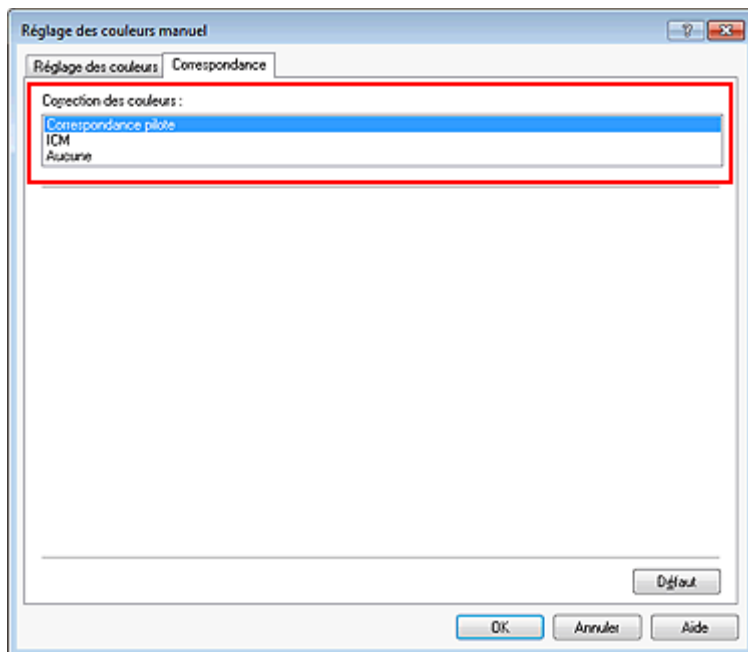 Réglage des couleurs manuel
Réglage des couleurs Correspondance
Correction des couleurs :
Correspondance pilote
ICM
Aucune
Défaut
OK Annuler Aide